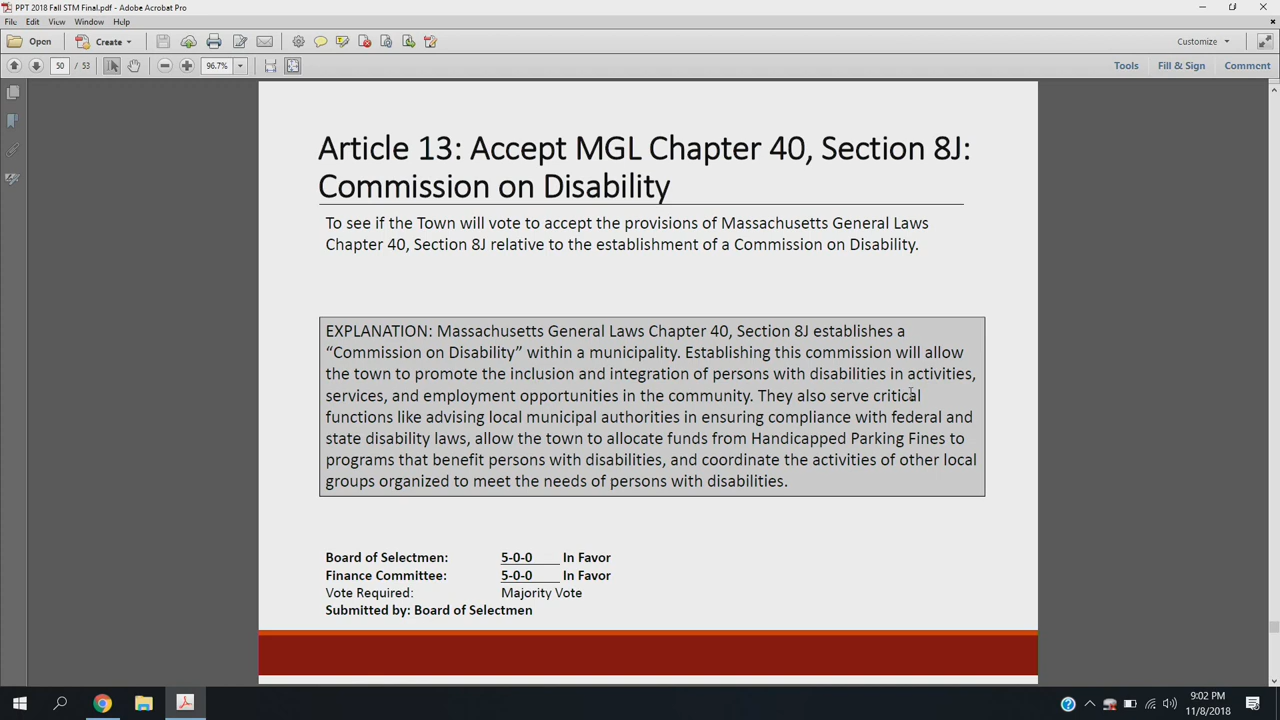 PPT 2018 Fall STM Final.pdf - Adobe Acrobat Pro
File Edit View Window Help
Open Create Customize
50 / 53 96.7% Tools Fill & Sign Comment
Article 13: Accept MGL Chapter 40, Section 8J:
Commission on Disability
To see if the Town will vote to accept the provisions of Massachusetts General Laws
Chapter 40, Section 8J relative to the establishment of a Commission on Disability.
EXPLANATION: Massachusetts General Laws Chapter 40, Section 8J establishes a
“Commission on Disability” within a municipality. Establishing this commission will allow
the town to promote the inclusion and integration of persons with disabilities in activities,
services, and employment opportunities in the community. They also serve critical
functions like advising local municipal authorities in ensuring compliance with federal and
state disability laws, allow the town to allocate funds from Handicapped Parking Fines to
programs that benefit persons with disabilities, and coordinate the activities of other local
groups organized to meet the needs of persons with disabilities.
Board of Selectmen: 5-0-0 In Favor
Finance Committee: 5-0-0 In Favor
Vote Required: Majority Vote
Submitted by: Board of Selectmen
9:02 PM
11/8/2018